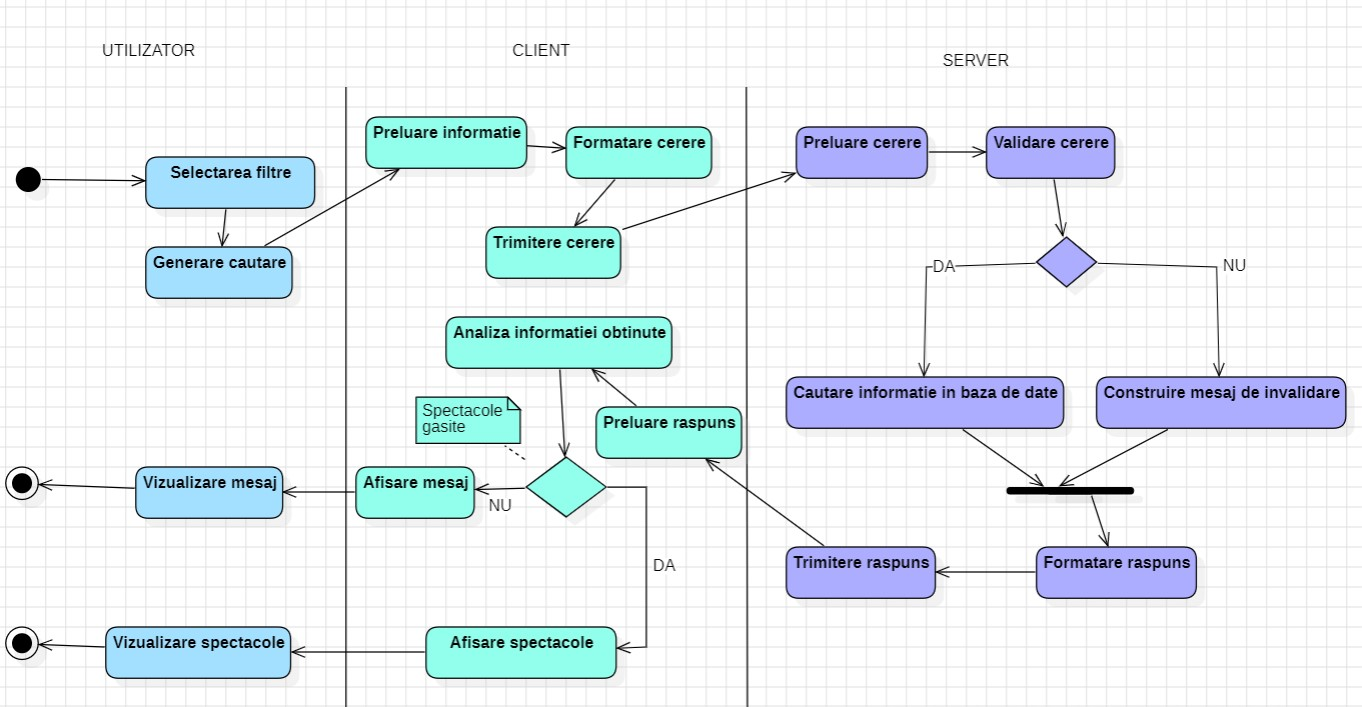 UTILIZATOR
CLIENT
SERVER
Selectarea filtre
Generare cautare
Preluare informatie
Formatare cerere
Trimitere cerere
Preluare cerere
Validare cerere
DA
NU
Cautare informatie in baza de date
Construire mesaj de invalidare
Formatare raspuns
Trimitere raspuns
Preluare raspuns
Analiza informatiei obtinute
Spectacole
gasite
NU
DA
Afisare mesaj
Vizualizare mesaj
Afisare spectacole
Vizualizare spectacole